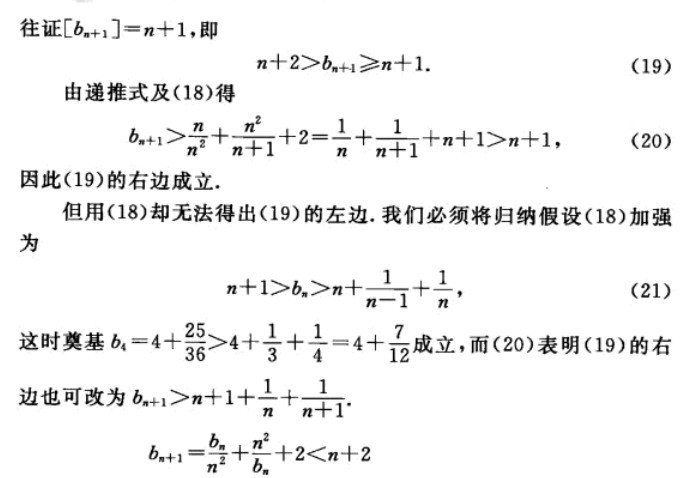 往证[b_{n+1}]=n+1,即
n+2>b_{n+1}⩾n+1. (19)
由递推式及(18)得
b_{n+1}>\frac{n}{n^2}+\frac{n^2}{n+1}+2=\frac{1}{n}+\frac{1}{n+1}+n+1>n+1, (20)
因此(19)的右边成立.
但用(18)却无法得出(19)的左边.我们必须将归纳假设(18)加强
为
n+1>b_n>n+\frac{1}{n-1}+\frac{1}{n}, (21)
这时奠基 b_4=4+\frac{25}{36}>4+\frac{1}{3}+\frac{1}{4}=4+\frac{7}{12}成立,而(20)表明(19)的右
边也可改为 b_{n+1}>n+1+\frac{1}{n}+\frac{1}{n+1}.
b_{n+1}=\frac{b_n}{n^2}+\frac{n^2}{b_n}+2<n+2